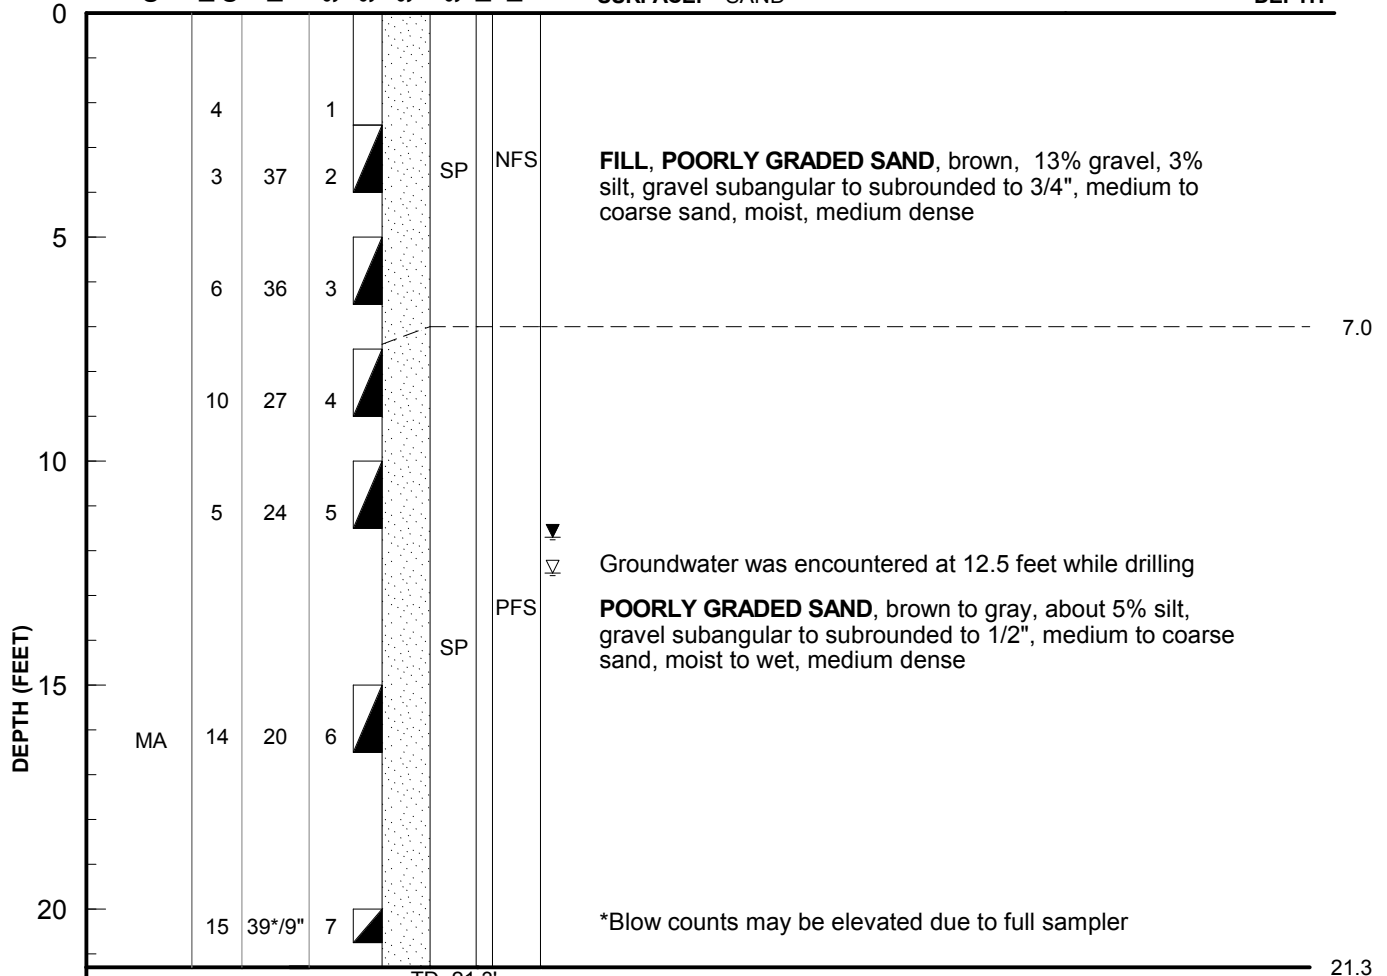 SURFACE: SAND DEPTH
0
4 1
3 37 2 SP NFS
FILL, POORLY GRADED SAND, brown, 13% gravel, 3%
silt, gravel subangular to subrounded to 3/4", medium to
coarse sand, moist, medium dense
5
6 36 3
7.0
10 27 4
10
5 24 5
Groundwater was encountered at 12.5 feet while drilling
PFS
POORLY GRADED SAND, brown to gray, about 5% silt,
gravel subangular to subrounded to 1/2", medium to coarse
sand, moist to wet, medium dense
SP
DEPTH (FEET)
15
MA 14 20 6
20
15 39*/9" 7 *Blow counts may be elevated due to full sampler
21.3